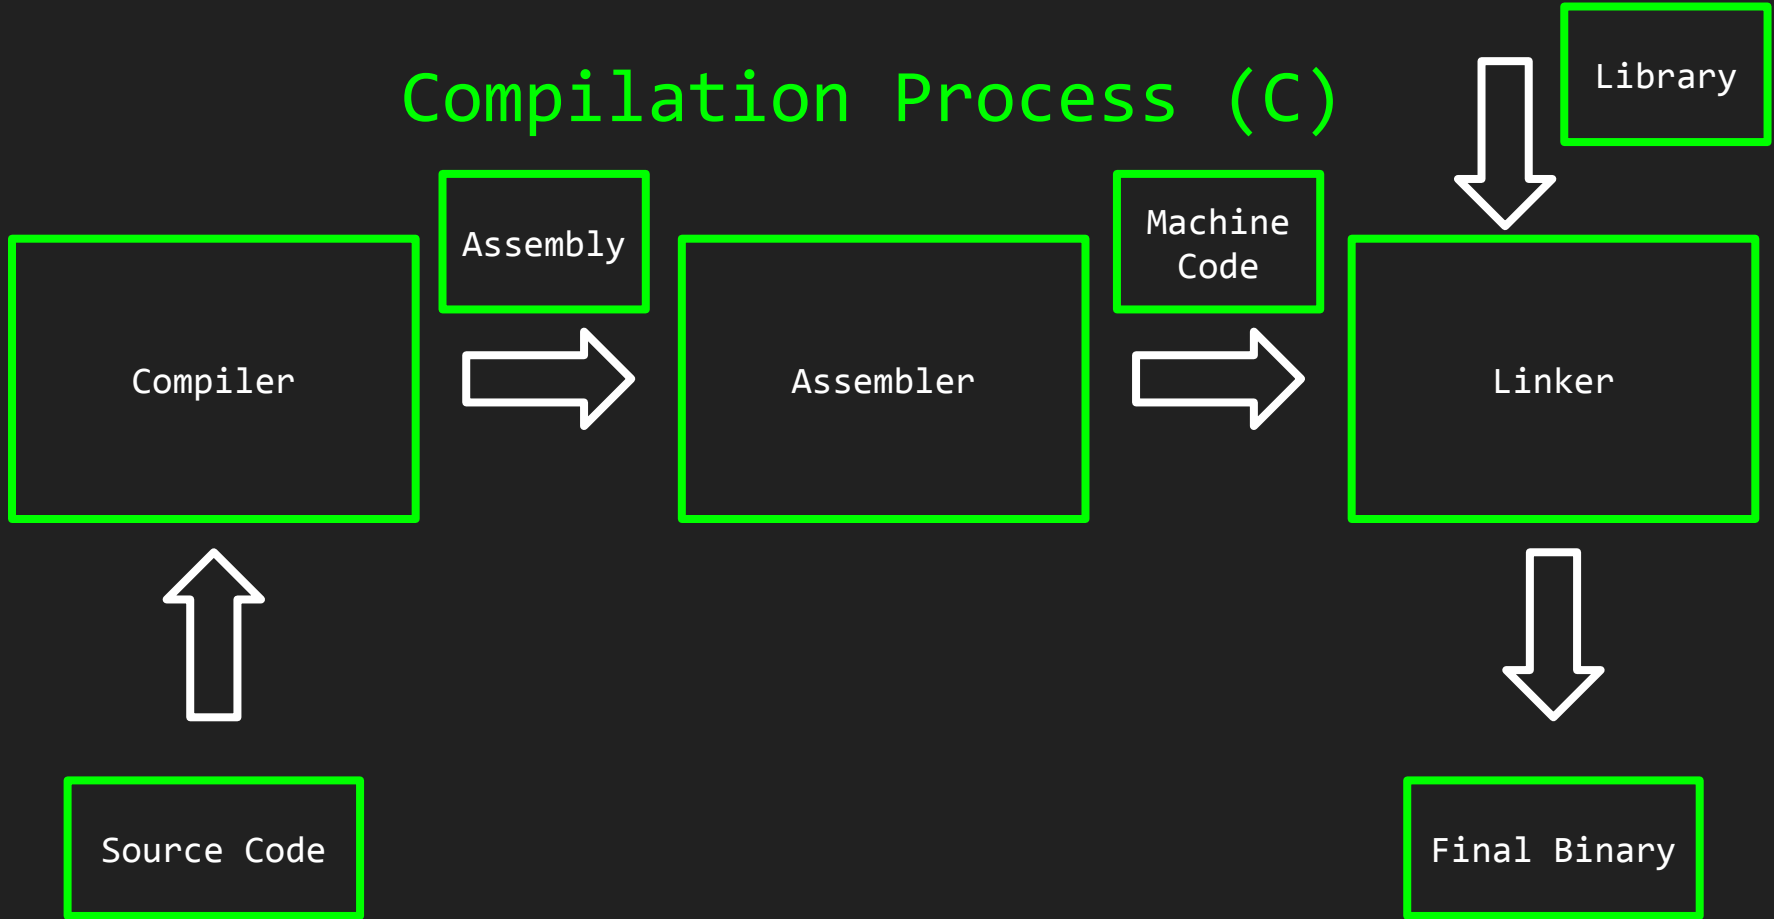 Compilation Process (C)
Library
Assembly
Machine
Code
Compiler
Assembler
Linker
Source Code
Final Binary